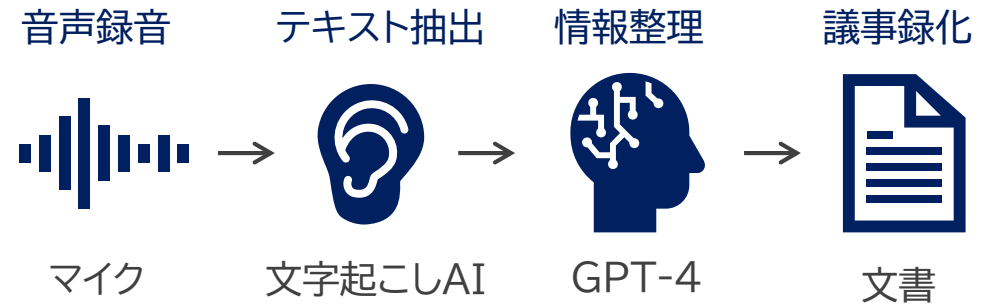 音声録音
テキスト抽出
情報整理
議事録化
マイク
文字起こしAI
GPT-4
文書